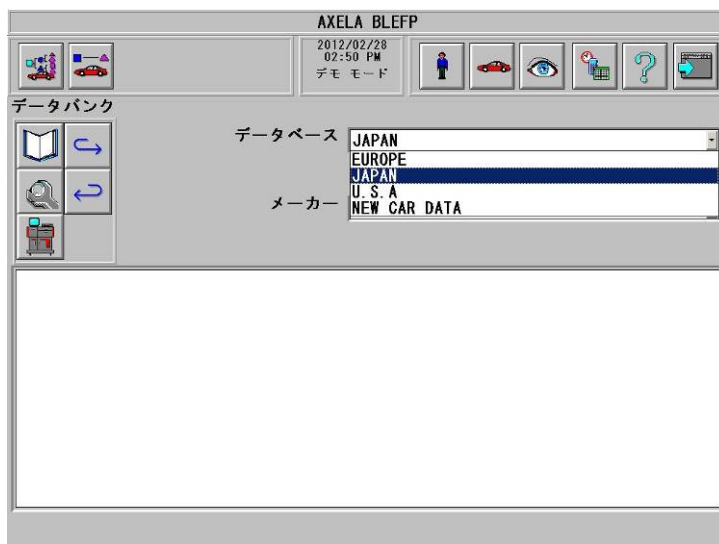 AXELA BLEFP
2012/02/28
02:50 PM
デモ モード
データバンク
データベース JAPAN
EUROPE
JAPAN
U.S.A
メーカー NEW CAR DATA